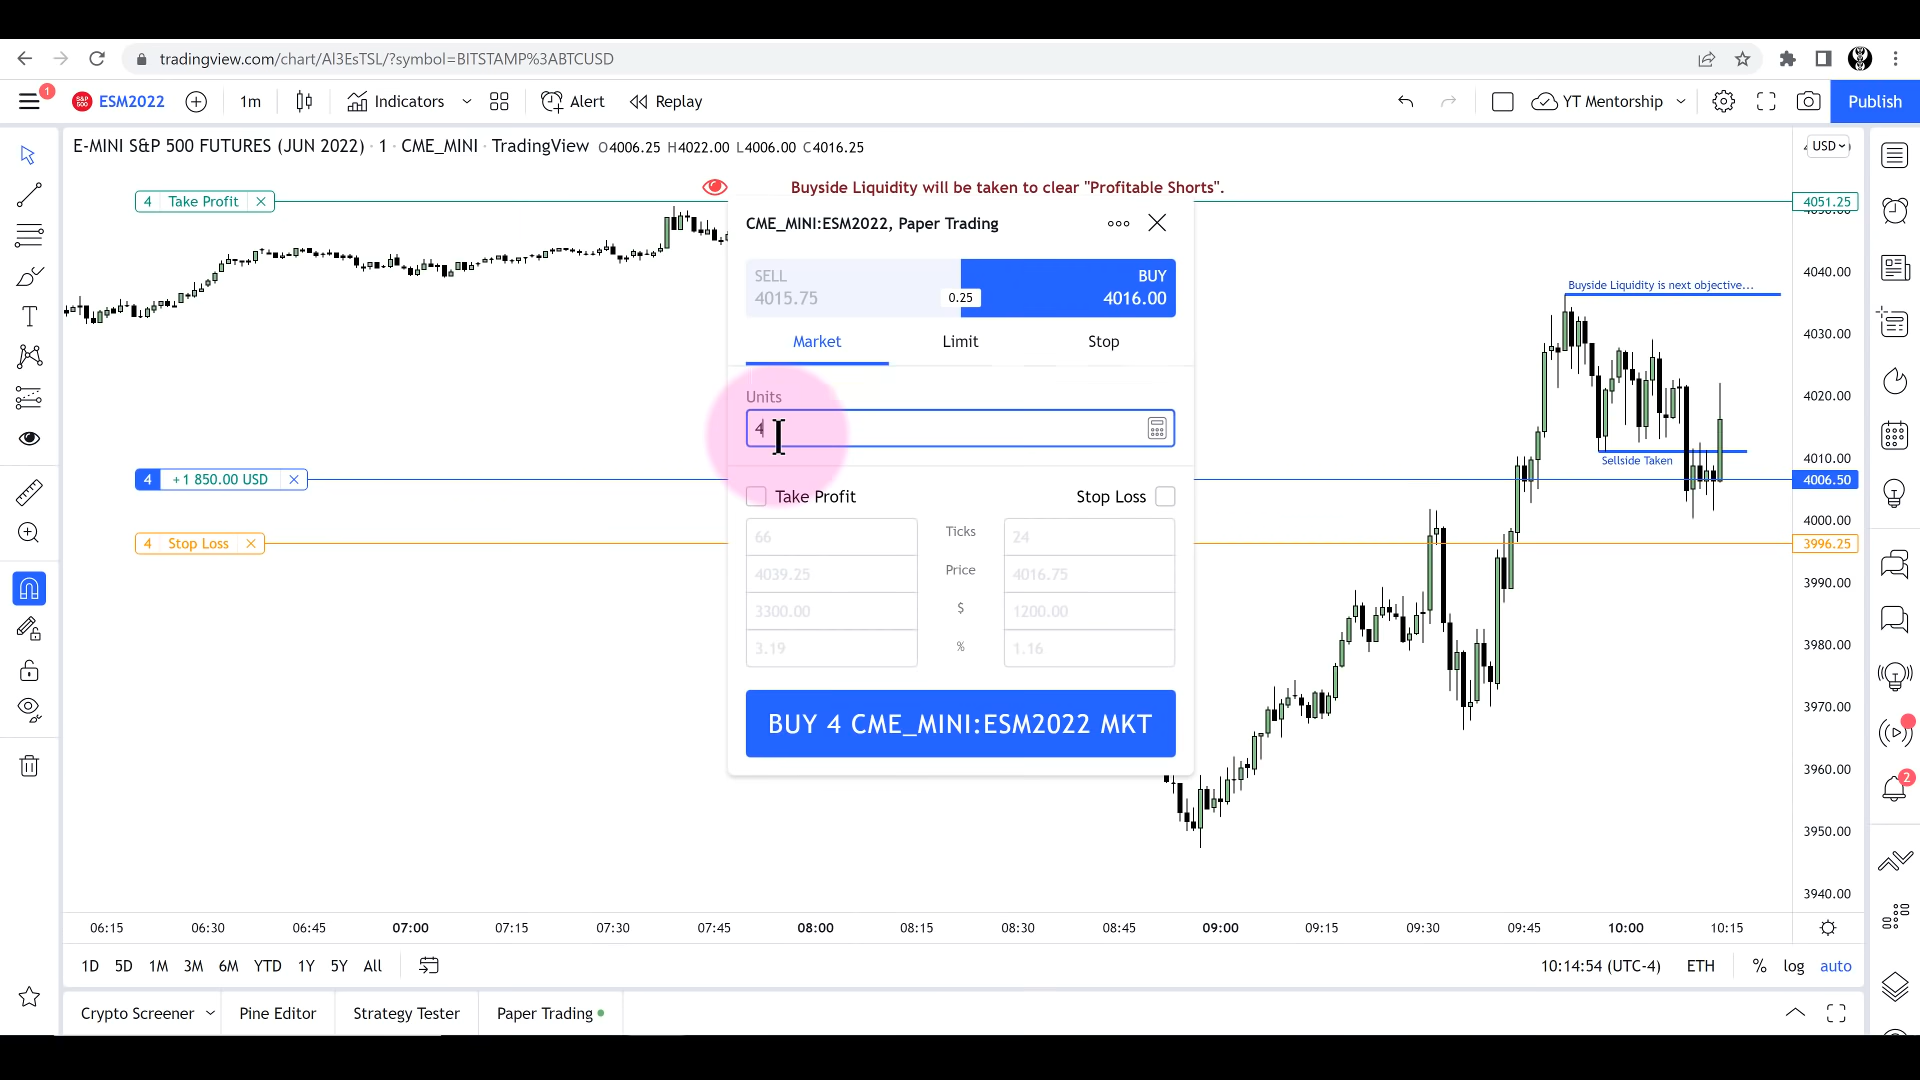 tradingview.com/chart/Al3EsTSL/?symbol=BITSTAMP%3ABTCUSD
1
S&P 500
ESM2022
1m
Indicators
Alert
Replay
YT Mentorship
Publish
E-MINI S&P 500 FUTURES (JUN 2022) · 1 · CME_MINI · TradingView O4006.25 H4022.00 L4006.00 C4016.25
USD
Buyside Liquidity will be taken to clear "Profitable Shorts".
4 Take Profit
4051.25
CME_MINI:ESM2022, Paper Trading
SELL
4015.75
0.25
BUY
4016.00
Market
Limit
Stop
Units
4
Take Profit
Stop Loss
66
Ticks
24
4039.25
Price
4016.75
3300.00
$
1200.00
3.19
%
1.16
BUY 4 CME_MINI:ESM2022 MKT
4 +1 850.00 USD
4 Stop Loss
Buyside Liquidity is next objective...
Sellside Taken
4040.00
4030.00
4020.00
4010.00
4006.50
4000.00
3996.25
3990.00
3980.00
3970.00
3960.00
3950.00
3940.00
2
06:15 06:30 06:45 07:00 07:15 07:30 07:45 08:00 08:15 08:30 08:45 09:00 09:15 09:30 09:45 10:00 10:15
1D 5D 1M 3M 6M YTD 1Y 5Y All
10:14:54 (UTC-4) ETH % log auto
Crypto Screener Pine Editor Strategy Tester Paper Trading